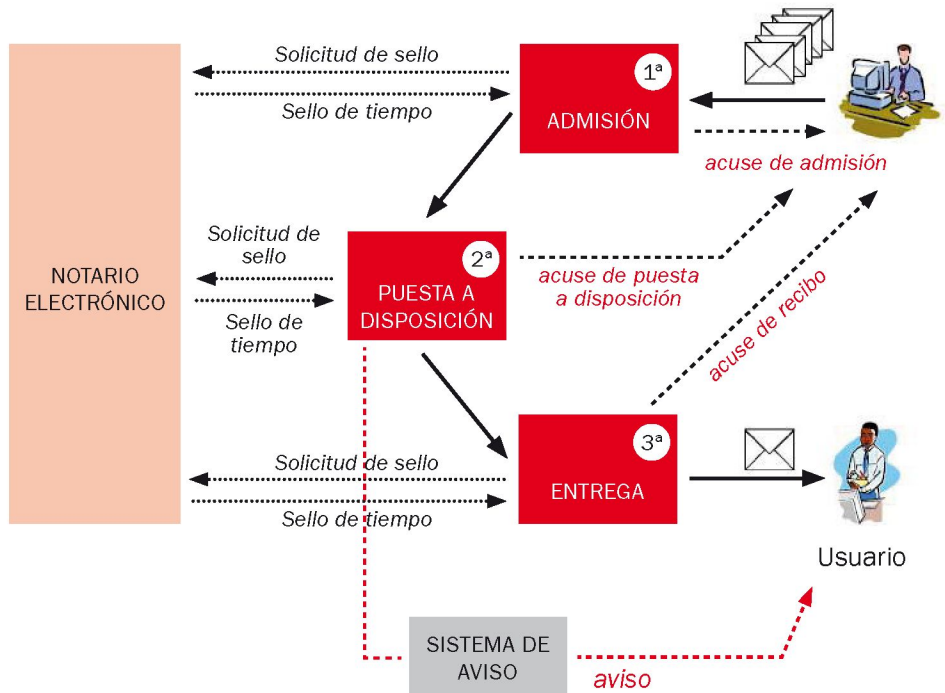 Solicitud de sello
Sello de tiempo
1ª
ADMISIÓN
acuse de admisión
NOTARIO
ELECTRÓNICO
Solicitud de
sello
Sello de
tiempo
2ª
PUESTA A
DISPOSICIÓN
acuse de puesta
a disposición
acuse de recibo
Solicitud de sello
Sello de tiempo
3ª
ENTREGA
Usuario
SISTEMA DE
AVISO
aviso